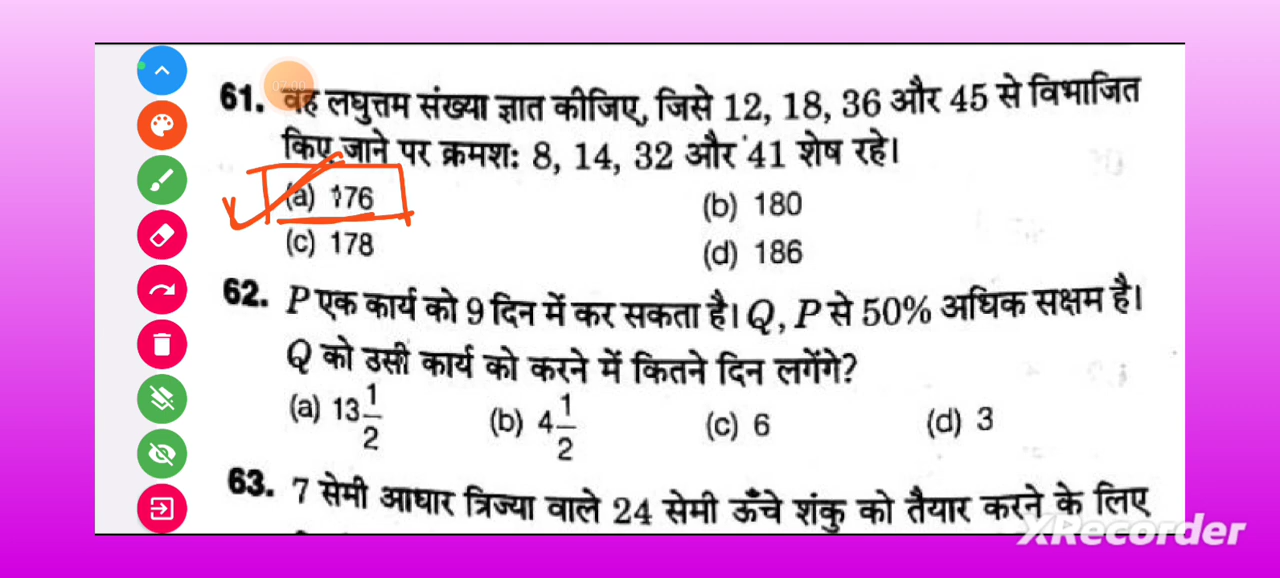 61. वह लघुत्तम संख्या ज्ञात कीजिए, जिसे 12, 18, 36 और 45 से विभाजित
किए जाने पर क्रमश: 8, 14, 32 और 41 शेष रहे।
(a) 176 (b) 180
(c) 178 (d) 186
62. P एक कार्य को 9 दिन में कर सकता है। Q, P से 50% अधिक सक्षम है।
Q को उसी कार्य को करने में कितने दिन लगेंगे?
(a) 13 1/2 (b) 4 1/2 (c) 6 (d) 3
63. 7 सेमी आधार त्रिज्या वाले 24 सेमी ऊँचे शंकु को तैयार करने के लिए
XRecorder